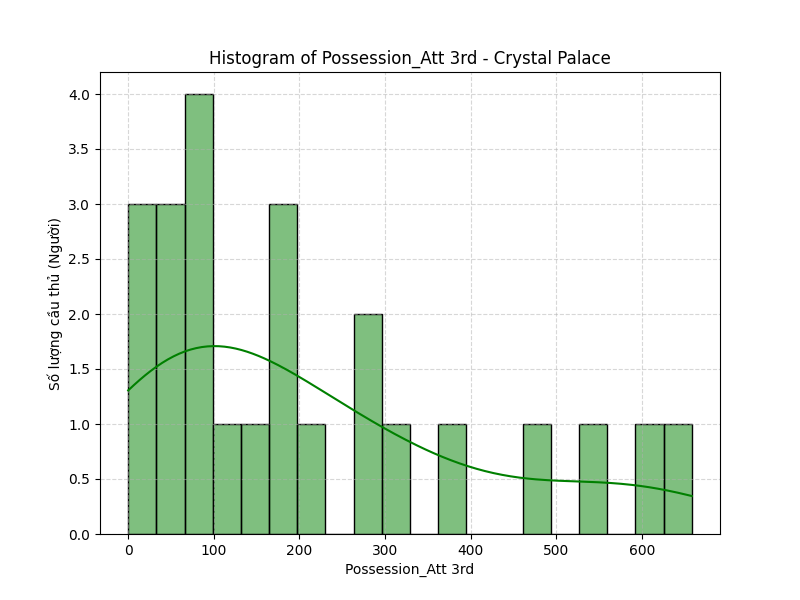 Histogram of Possession_Att 3rd - Crystal Palace
4.0
3.5
3.0
2.5
2.0
1.5
1.0
0.5
0.0
Số lượng cầu thủ (Người)
0 100 200 300 400 500 600
Possession_Att 3rd